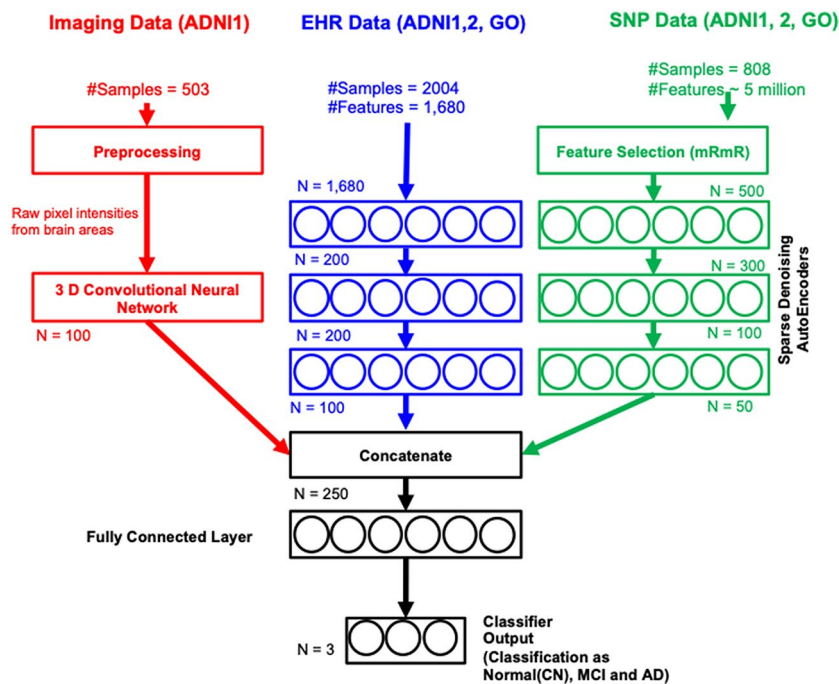 Imaging Data (ADNI1)
EHR Data (ADNI1,2, GO)
SNP Data (ADNI1, 2, GO)
#Samples = 503
#Samples = 2004
#Features = 1,680
#Samples = 808
#Features ~ 5 million
Preprocessing
Feature Selection (mRmR)
Raw pixel intensities
from brain areas
N = 1,680
N = 500
N = 200
N = 300
3 D Convolutional Neural
Network
N = 100
N = 200
N = 100
Sparse Denoising
AutoEncoders
N = 100
N = 50
Concatenate
N = 250
Fully Connected Layer
N = 3
Classifier
Output
(Classification as
Normal(CN), MCI and AD)